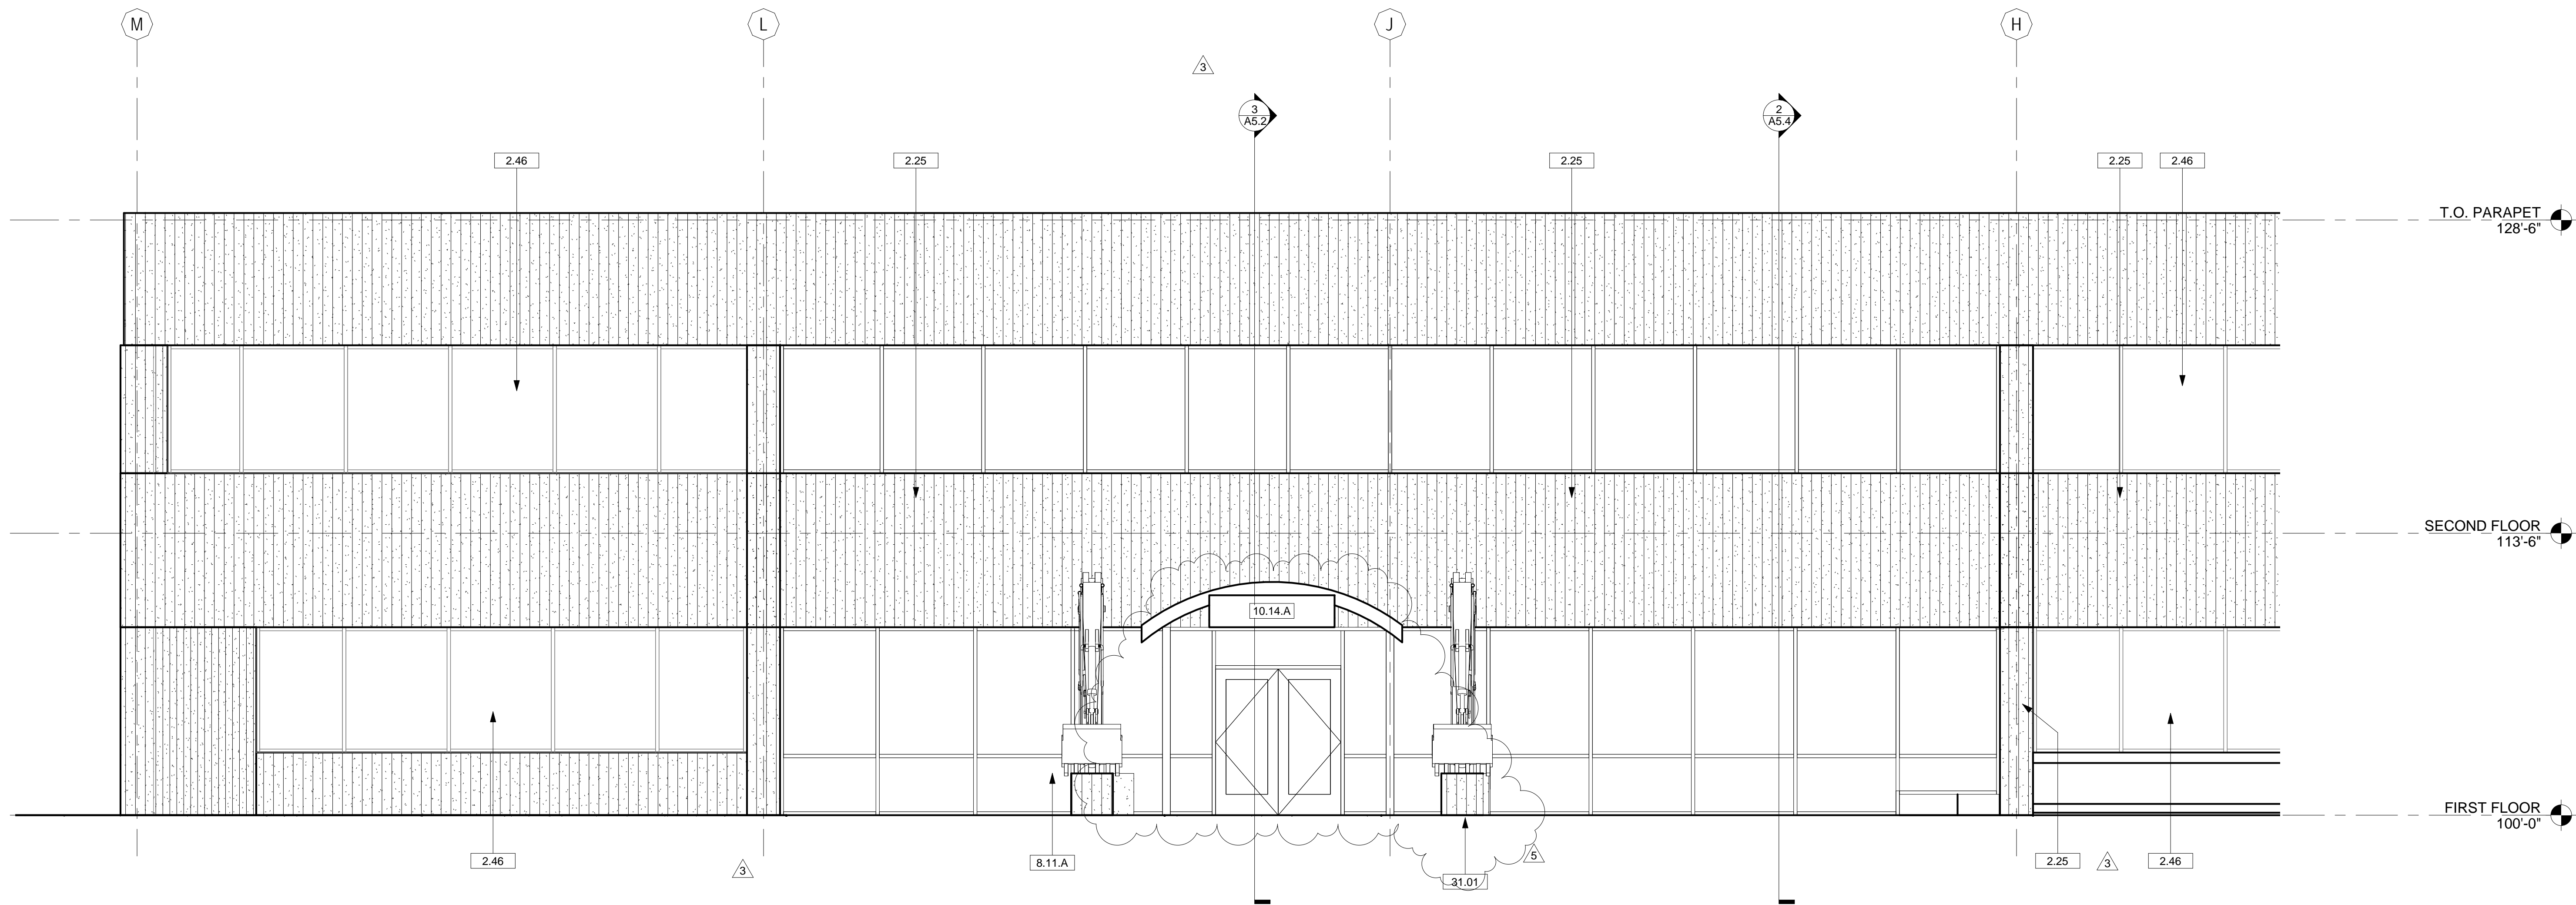 M
L
J
H
3
3
A5.2
2
A5.4
2.46
2.25
2.25
2.25
2.46
T.O. PARAPET
128'-6"
SECOND FLOOR
113'-6"
10.14.A
FIRST FLOOR
100'-0"
2.46
3
8.11.A
31.01
5
2.25
3
2.46